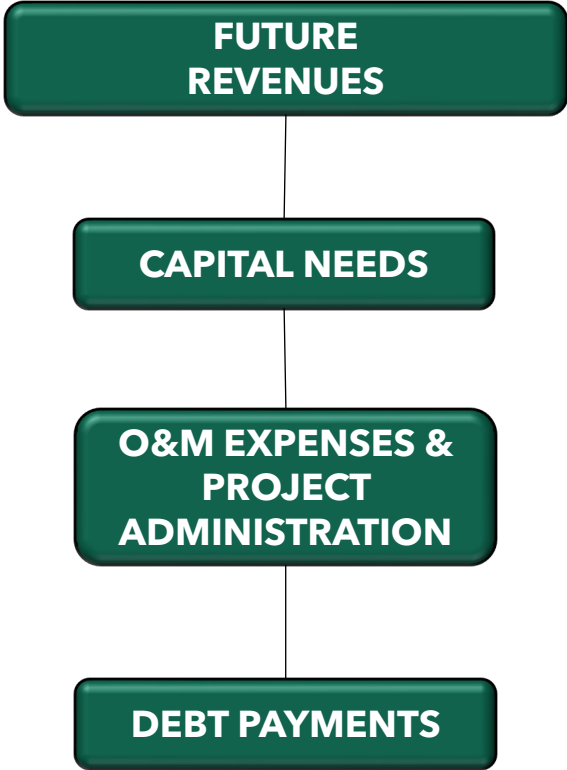 FUTURE
REVENUES
CAPITAL NEEDS
O&M EXPENSES &
PROJECT
ADMINISTRATION
DEBT PAYMENTS